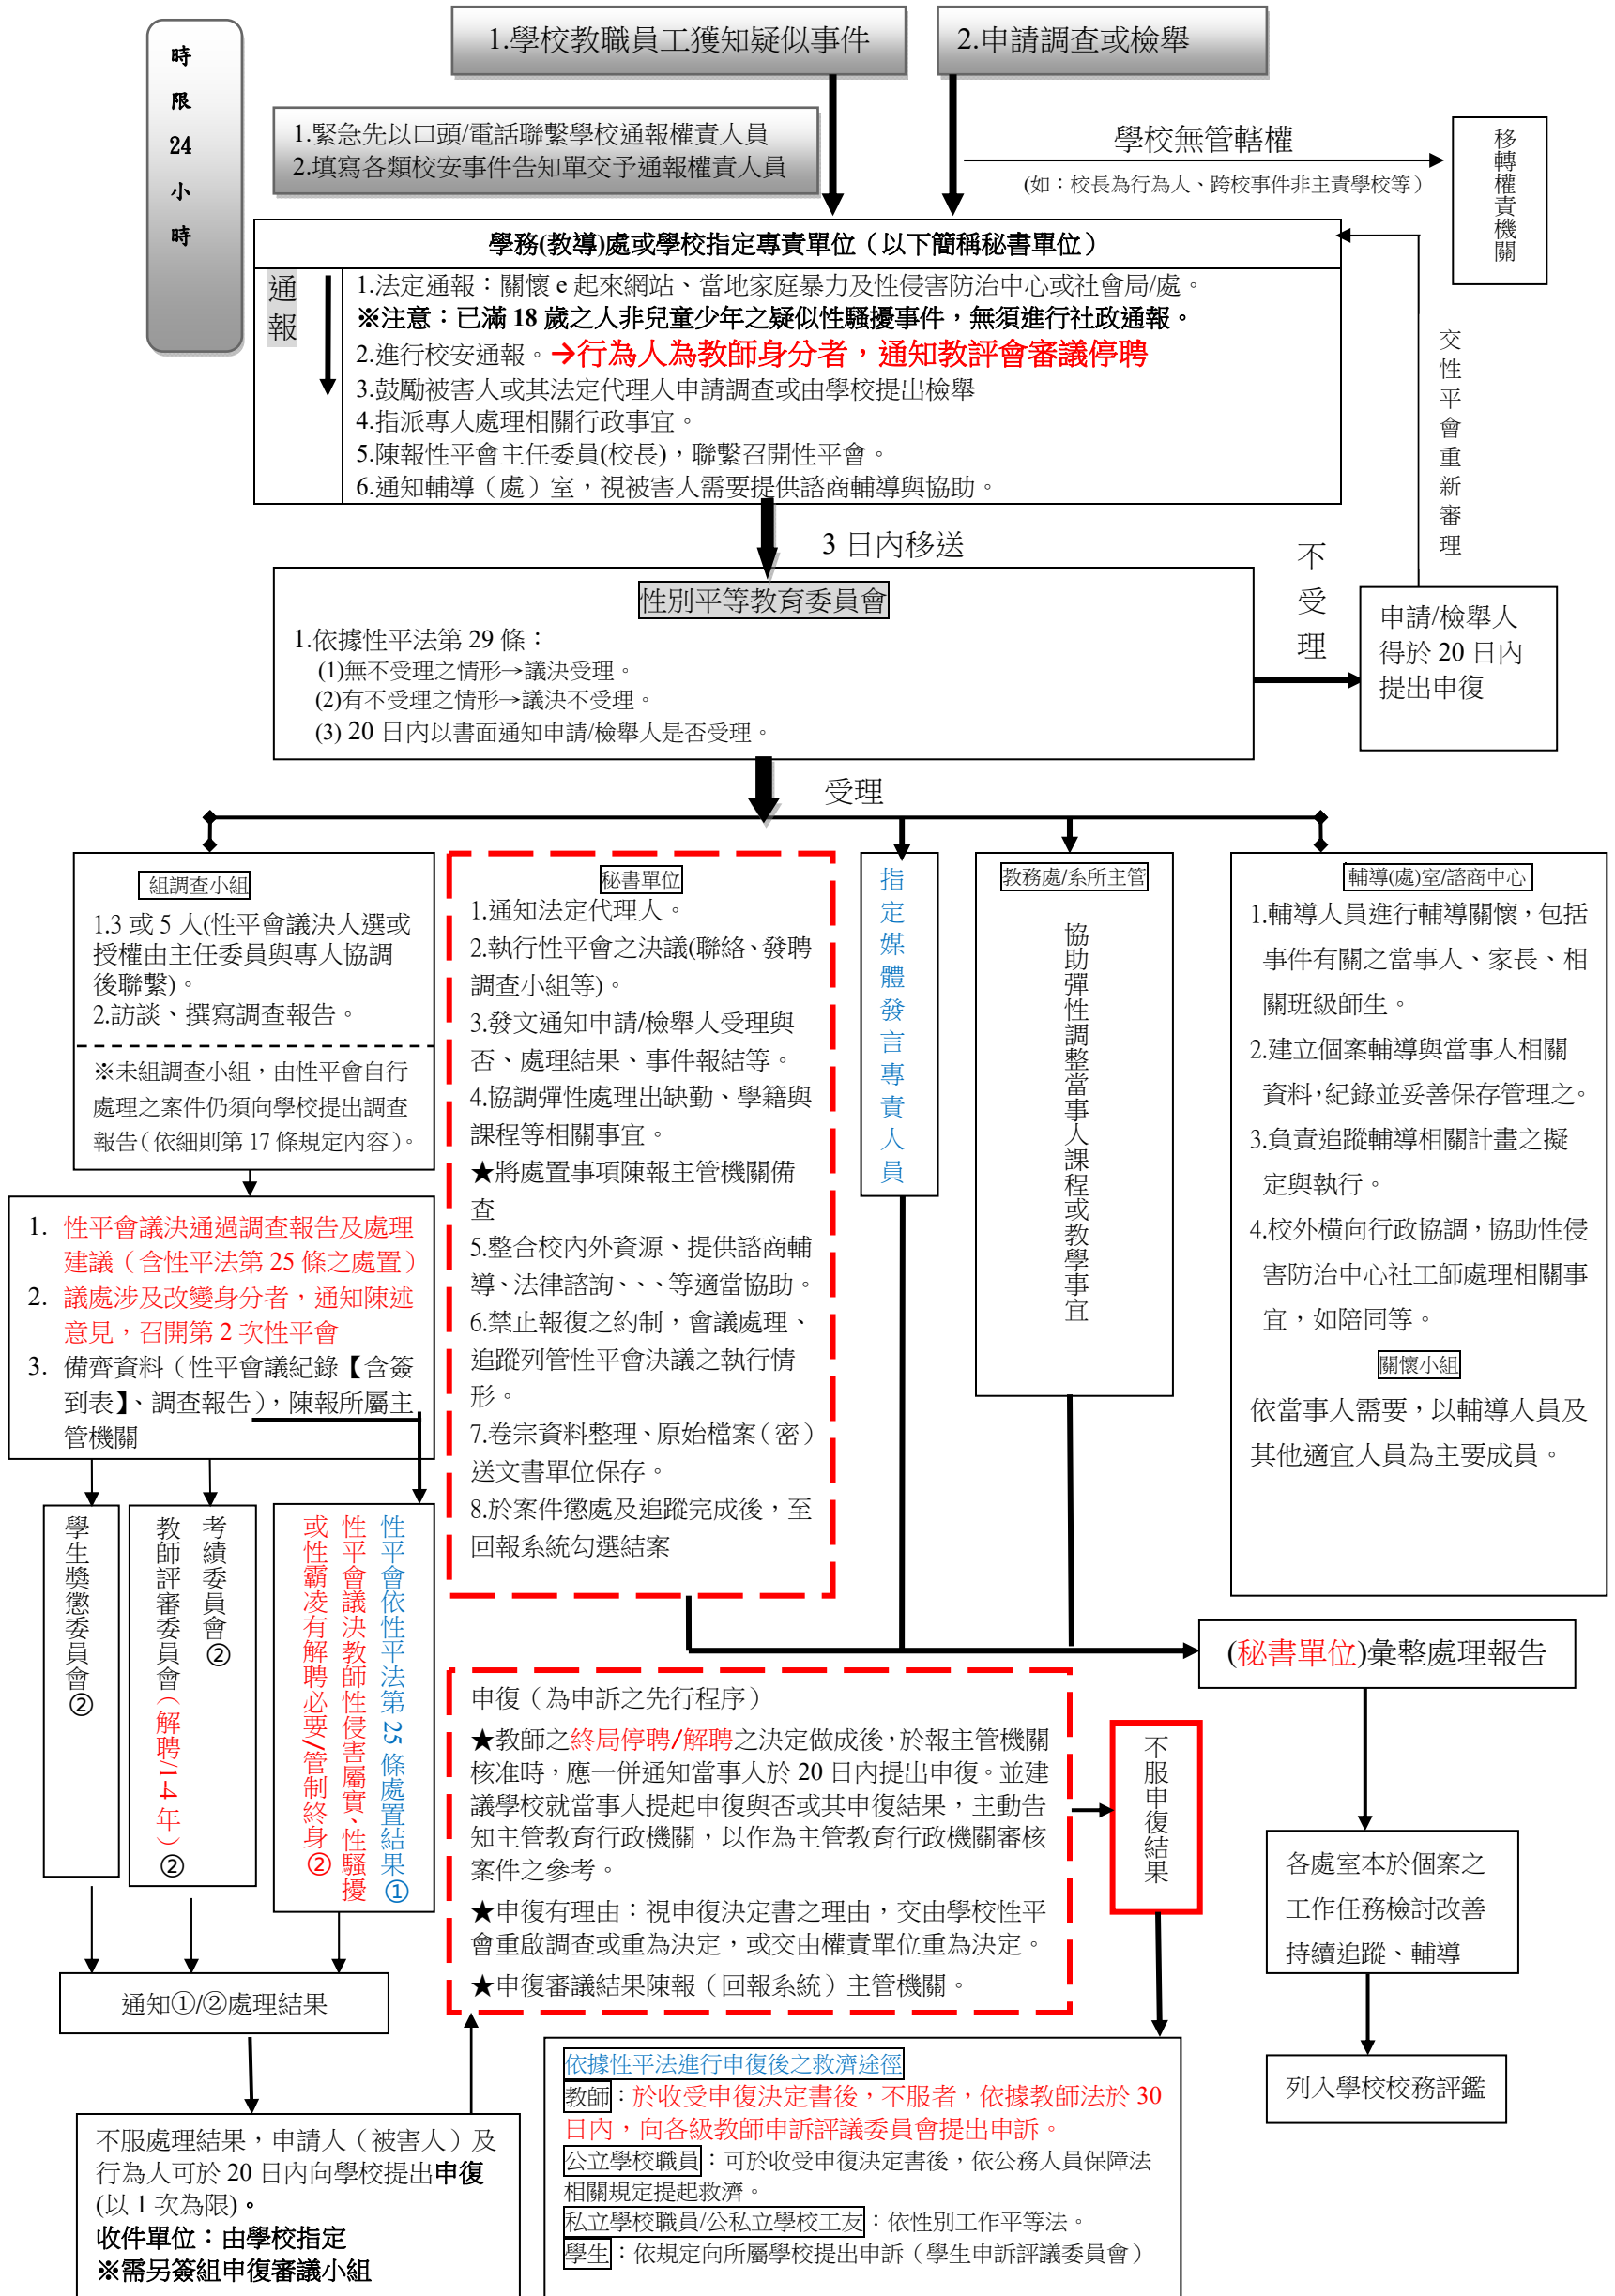 時
限
24
小
時
1.學校教職員工獲知疑似事件
2.申請調查或檢舉
1.緊急先以口頭/電話聯繫學校通報權責人員
2.填寫各類校安事件告知單交予通報權責人員
學校無管轄權
(如：校長為行為人、跨校事件非主責學校等）
移轉權責機關
學務(教導)處或學校指定專責單位（以下簡稱秘書單位）
通報
1.法定通報：關懷 e 起來網站、當地家庭暴力及性侵害防治中心或社會局/處。
※注意：已滿 18 歲之人非兒童少年之疑似性騷擾事件，無須進行社政通報。
2.進行校安通報。→行為人為教師身分者，通知教評會審議停聘
3.鼓勵被害人或其法定代理人申請調查或由學校提出檢舉
4.指派專人處理相關行政事宜。
5.陳報性平會主任委員(校長)，聯繫召開性平會。
6.通知輔導（處）室，視被害人需要提供諮商輔導與協助。
交性平會重新審理
3 日內移送
性別平等教育委員會
1.依據性平法第 29 條：
(1)無不受理之情形→議決受理。
(2)有不受理之情形→議決不受理。
(3) 20 日內以書面通知申請/檢舉人是否受理。
不受理
申請/檢舉人
得於 20 日內
提出申復
受理
組調查小組
1.3 或 5 人(性平會議決人選或
授權由主任委員與專人協調
後聯繫)。
2.訪談、撰寫調查報告。
※未組調查小組，由性平會自行
處理之案件仍須向學校提出調查
報告（依細則第 17 條規定內容）。
秘書單位
1.通知法定代理人。
2.執行性平會之決議(聯絡、發聘
調查小組等)。
3.發文通知申請/檢舉人受理與
否、處理結果、事件報結等。
4.協調彈性處理出缺勤、學籍與
課程等相關事宜。
★將處置事項陳報主管機關備
查
5.整合校內外資源、提供諮商輔
導、法律諮詢、、、等適當協助。
6.禁止報復之約制，會議處理、
追蹤列管性平會決議之執行情
形。
7.卷宗資料整理、原始檔案（密）
送文書單位保存。
8.於案件懲處及追蹤完成後，至
回報系統勾選結案
指定媒體發言專責人員
教務處/系所主管
協助彈性調整當事人課程或教學事宜
輔導(處)室/諮商中心
1.輔導人員進行輔導關懷，包括
事件有關之當事人、家長、相
關班級師生。
2.建立個案輔導與當事人相關
資料，紀錄並妥善保存管理之。
3.負責追蹤輔導相關計畫之擬
定與執行。
4.校外橫向行政協調，協助性侵
害防治中心社工師處理相關事
宜，如陪同等。
關懷小組
依當事人需要，以輔導人員及
其他適宜人員為主要成員。
1. 性平會議決通過調查報告及處理
建議（含性平法第 25 條之處置）
2. 議處涉及改變身分者，通知陳述
意見，召開第 2 次性平會
3. 備齊資料（性平會議紀錄【含簽
到表】、調查報告），陳報所屬主
管機關
學生獎懲委員會②
考績委員會②
教師評審委員會（解聘/1-4 年）②
性平會依性平法第 25 條處置結果①
性平會議決教師性侵害屬實、性騷擾
或性霸凌有解聘必要/管制終身②
通知①/②處理結果
不服處理結果，申請人（被害人）及
行為人可於 20 日內向學校提出申復
(以 1 次為限)。
收件單位：由學校指定
※需另簽組申復審議小組
申復（為申訴之先行程序）
★教師之終局停聘/解聘之決定做成後，於報主管機關
核准時，應一併通知當事人於 20 日內提出申復。並建
議學校就當事人提起申復與否或其申復結果，主動告
知主管教育行政機關，以作為主管教育行政機關審核
案件之參考。
★申復有理由：視申復決定書之理由，交由學校性平
會重啟調查或重為決定，或交由權責單位重為決定。
★申復審議結果陳報（回報系統）主管機關。
不服申復結果
依據性平法進行申復後之救濟途徑
教師：於收受申復決定書後，不服者，依據教師法於 30
日內，向各級教師申訴評議委員會提出申訴。
公立學校職員：可於收受申復決定書後，依公務人員保障法
相關規定提起救濟。
私立學校職員/公私立學校工友：依性別工作平等法。
學生：依規定向所屬學校提出申訴（學生申訴評議委員會）
(秘書單位)彙整處理報告
各處室本於個案之
工作任務檢討改善
持續追蹤、輔導
列入學校校務評鑑